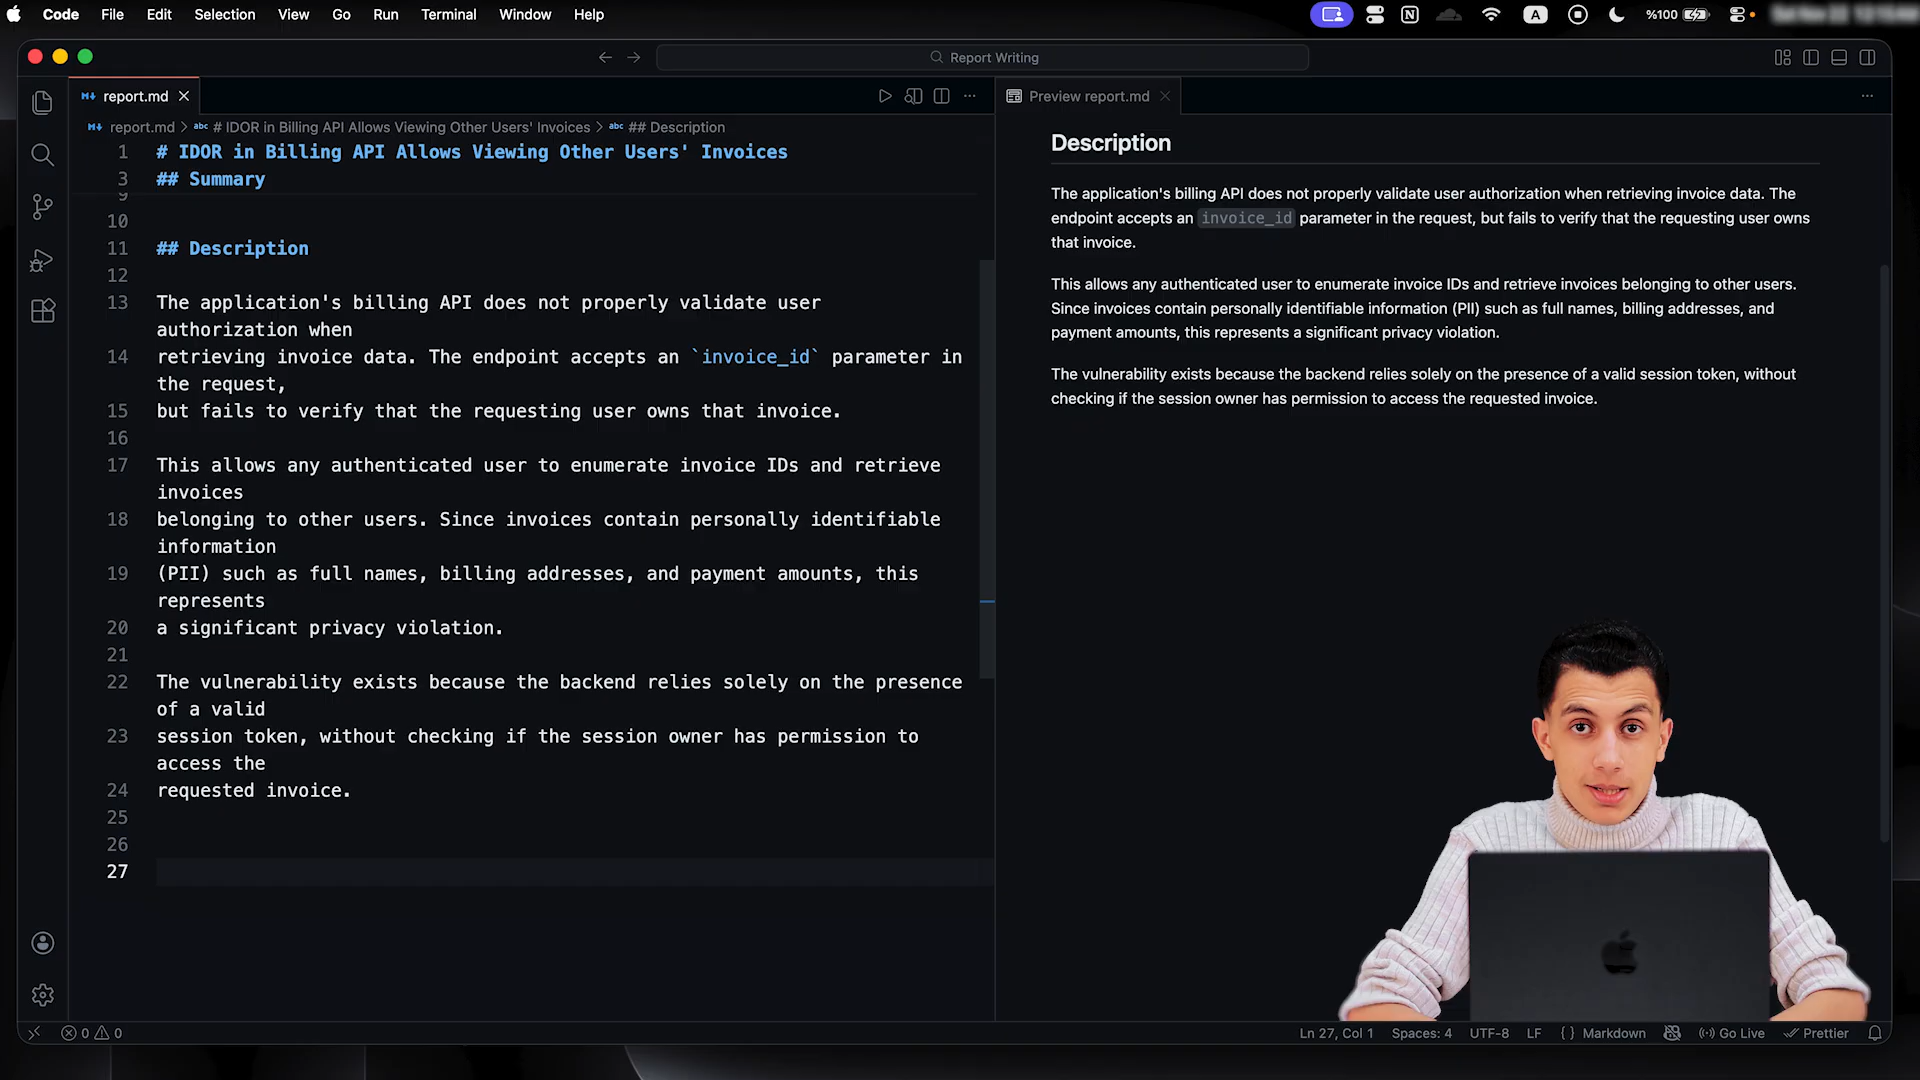 Code File Edit Selection View Go Run Terminal Window Help
A %100
Report Writing
report.md
Preview report.md
report.md > # IDOR in Billing API Allows Viewing Other Users' Invoices > ## Description
1 # IDOR in Billing API Allows Viewing Other Users' Invoices
3 ## Summary
9
10
11 ## Description
12
13 The application's billing API does not properly validate user
authorization when
14 retrieving invoice data. The endpoint accepts an `invoice_id` parameter in
the request,
15 but fails to verify that the requesting user owns that invoice.
16
17 This allows any authenticated user to enumerate invoice IDs and retrieve
invoices
18 belonging to other users. Since invoices contain personally identifiable
information
19 (PII) such as full names, billing addresses, and payment amounts, this
represents
20 a significant privacy violation.
21
22 The vulnerability exists because the backend relies solely on the presence
of a valid
23 session token, without checking if the session owner has permission to
access the
24 requested invoice.
25
26
27
Description
The application's billing API does not properly validate user authorization when retrieving invoice data. The
endpoint accepts an invoice_id parameter in the request, but fails to verify that the requesting user owns
that invoice.
This allows any authenticated user to enumerate invoice IDs and retrieve invoices belonging to other users.
Since invoices contain personally identifiable information (PII) such as full names, billing addresses, and
payment amounts, this represents a significant privacy violation.
The vulnerability exists because the backend relies solely on the presence of a valid session token, without
checking if the session owner has permission to access the requested invoice.
0 0
Ln 27, Col 1 Spaces: 4 UTF-8 LF { } Markdown Go Live Prettier